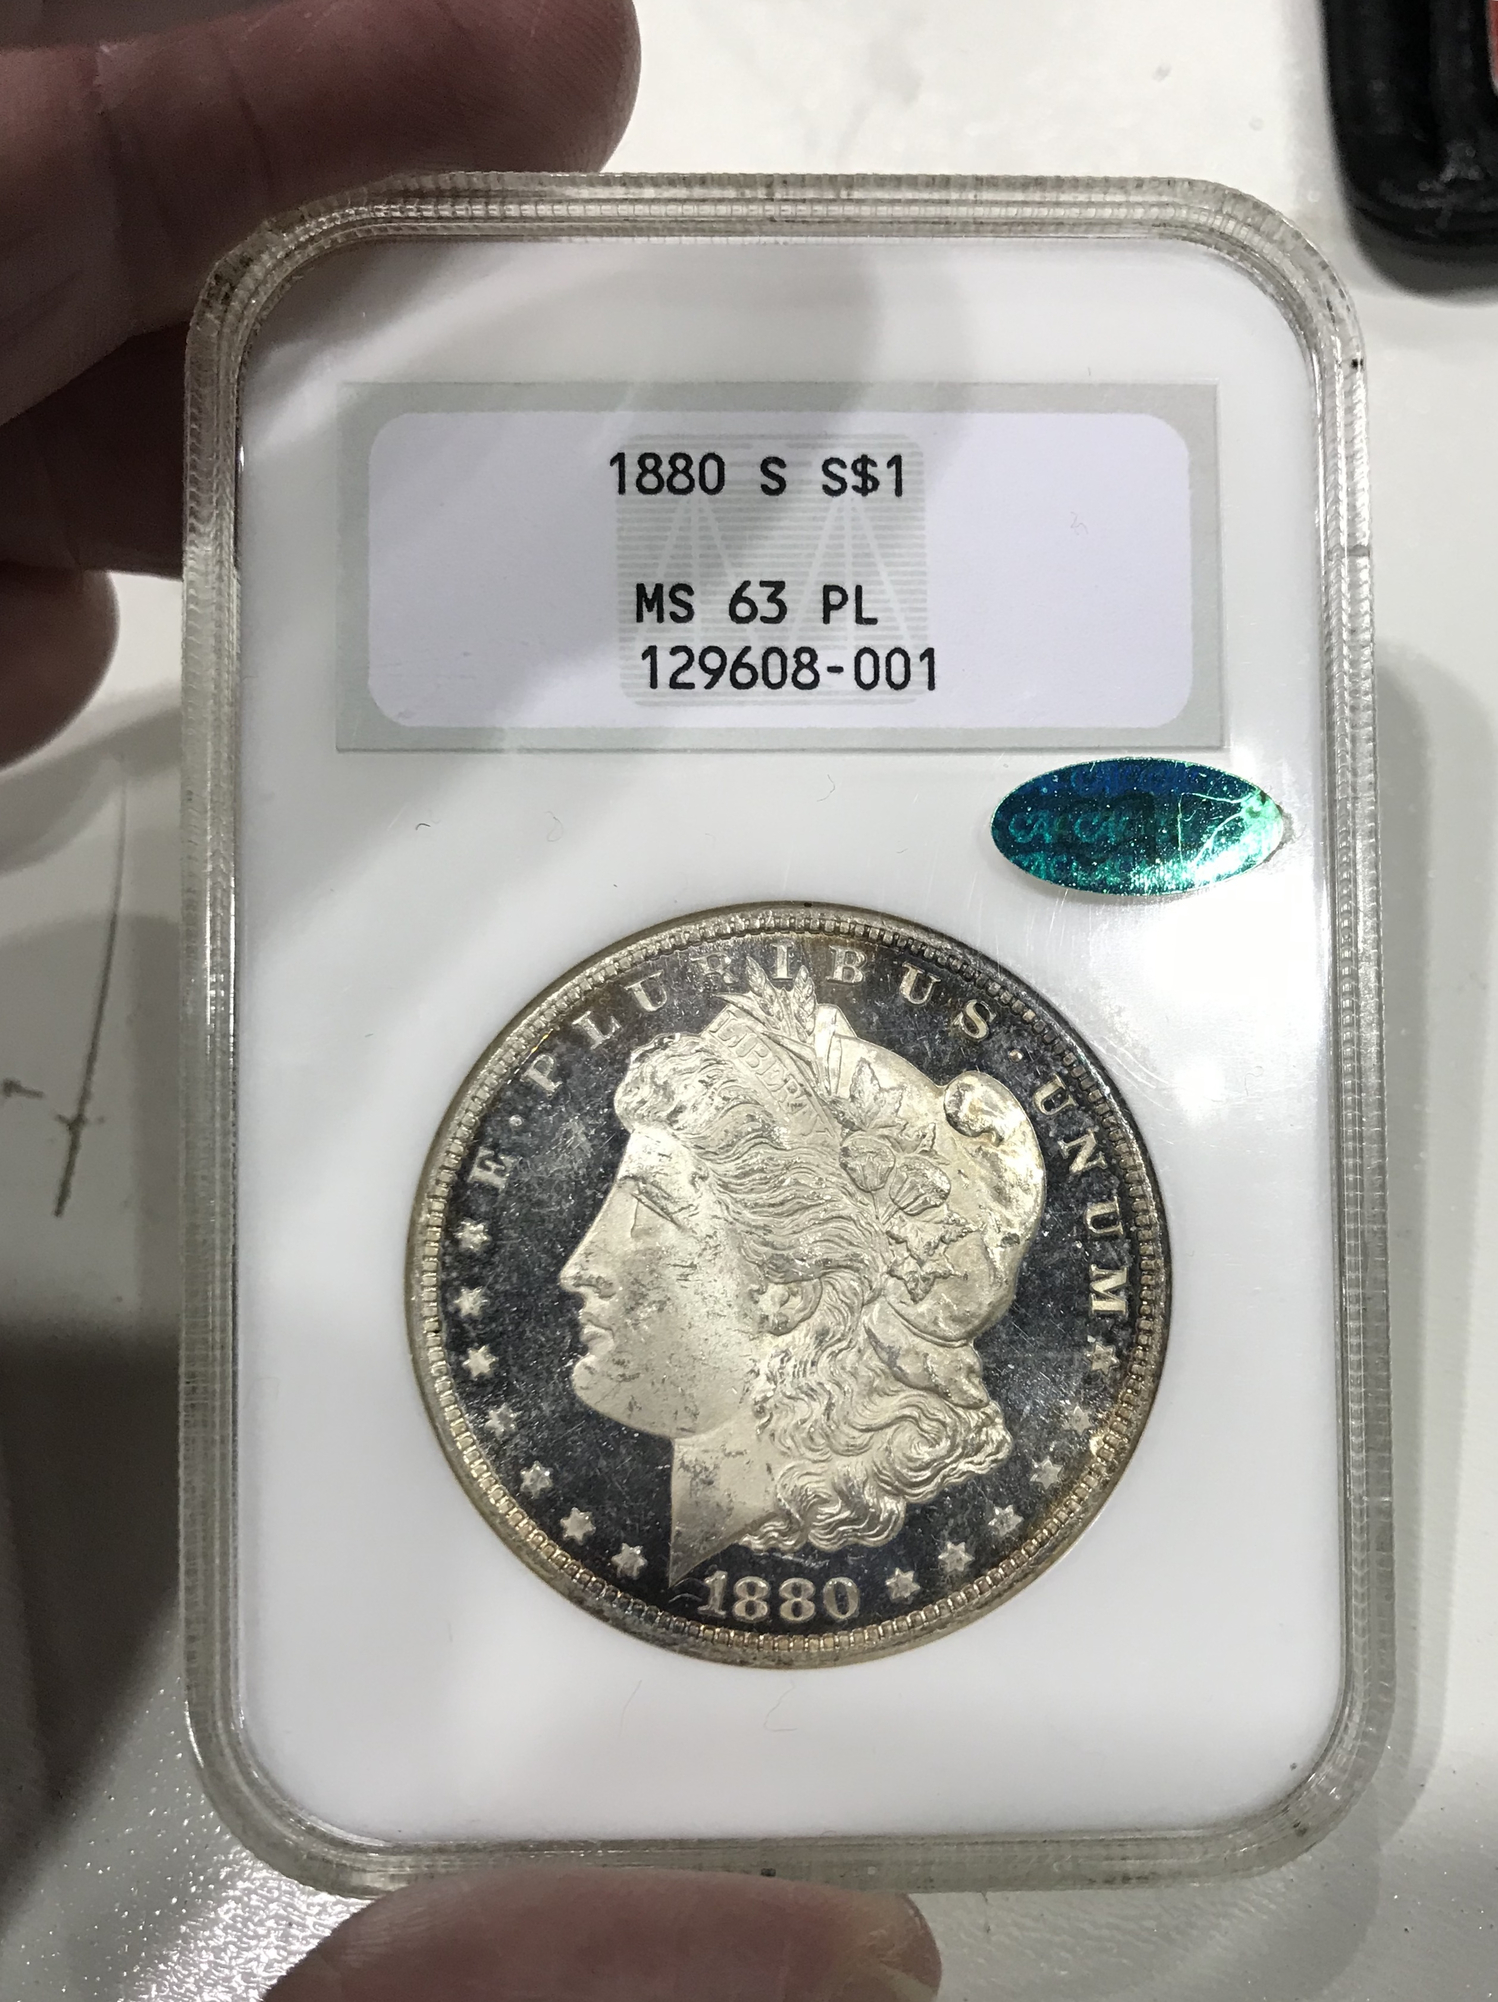 1880 S S$1
MS 63 PL
129608-001
E · PLURIBUS · UNUM
LIBERTY
1880